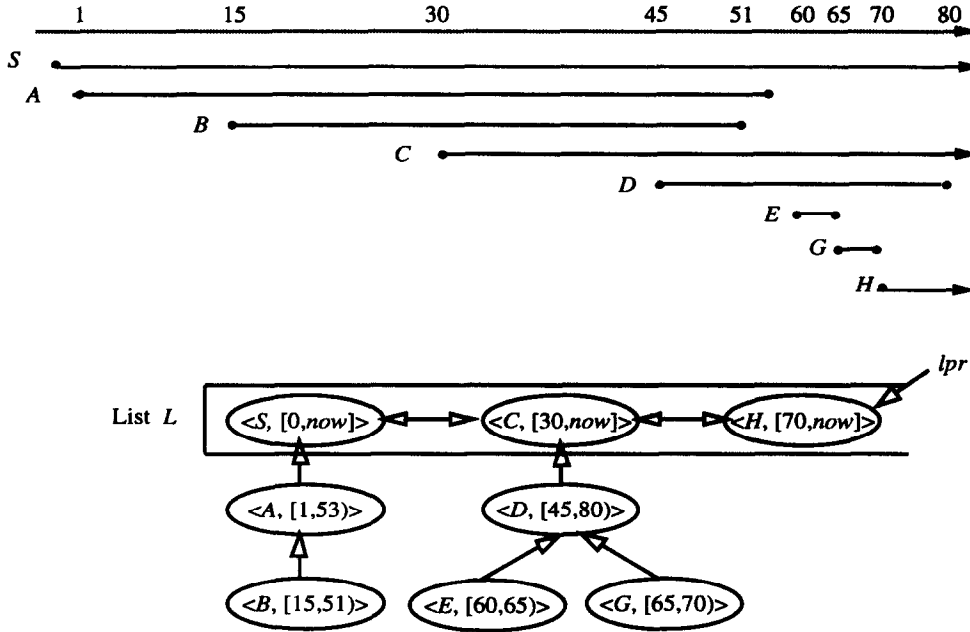 1 15 30 45 51 60 65 70 80
S
A
B
C
D
E
G
H
lpr
List L <S, [0,now]> <C, [30,now]> <H, [70,now]>
<A, [1,53)> <D, [45,80)>
<B, [15,51)> <E, [60,65)> <G, [65,70)>